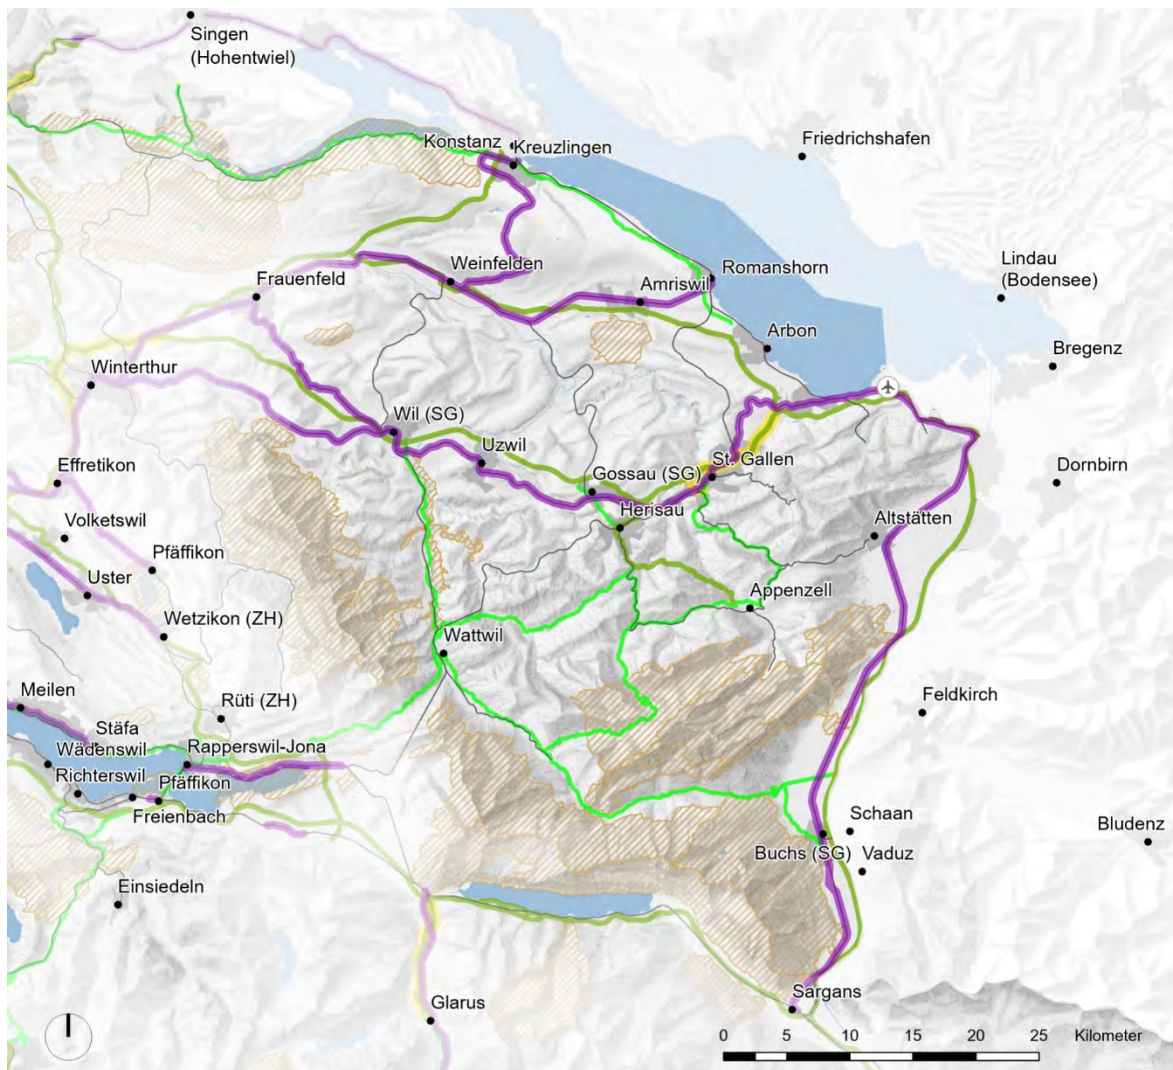 Singen
(Hohentwiel)
Konstanz
Kreuzlingen
Friedrichshafen
Weinfelden
Romanshorn
Lindau
(Bodensee)
Frauenfeld
Amriswil
Arbon
Bregenz
Winterthur
Wil (SG)
Uzwil
St. Gallen
Effretikon
Gossau (SG)
Dornbirn
Herisau
Volketswil
Altstätten
Pfäffikon
Uster
Appenzell
Wetzikon (ZH)
Wattwil
Meilen
Rüti (ZH)
Feldkirch
Stäfa
Wädenswil
Rapperswil-Jona
Richterswil
Pfäffikon
Freienbach
Schaan
Bludenz
Buchs (SG)
Vaduz
Einsiedeln
Sargans
Glarus
0 5 10 15 20 25 Kilometer